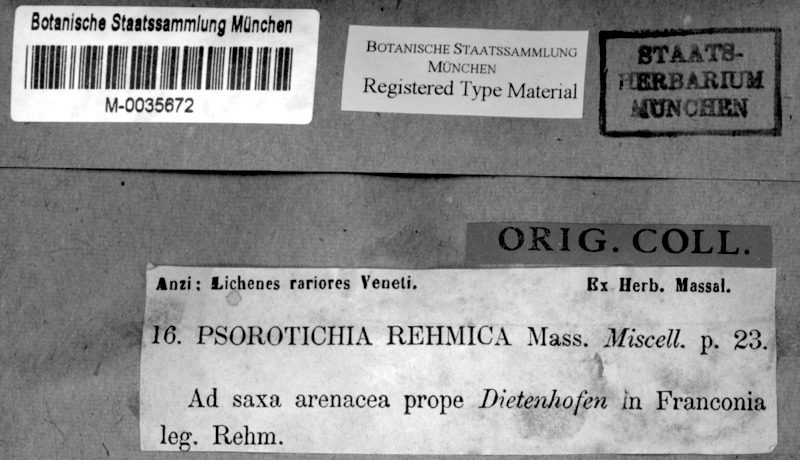 Botanische Staatssammlung München
M-0035672
BOTANISCHE STAATSSAMMLUNG
MÜNCHEN
Registered Type Material
STAATS-
HERBARIUM
MÜNCHEN
ORIG. COLL.
Anzi: Lichenes rariores Veneti. Ex Herb. Massal.
16. PSOROTICHIA REHMICA Mass. Miscell. p. 23.
Ad saxa arenacea prope Dietenhofen in Franconia
leg. Rehm.